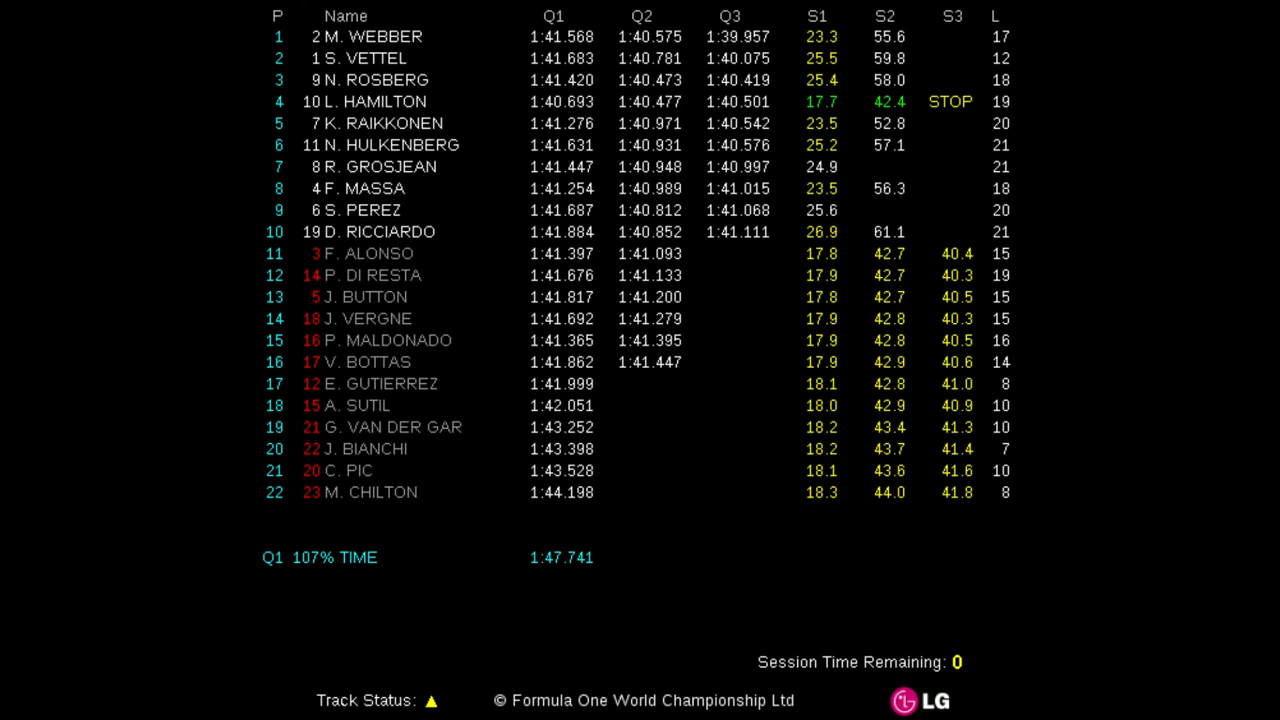 P Name Q1 Q2 Q3 S1 S2 S3 L
1 2 M. WEBBER 1:41.568 1:40.575 1:39.957 23.3 55.6 17
2 1 S. VETTEL 1:41.683 1:40.781 1:40.075 25.5 59.8 12
3 9 N. ROSBERG 1:41.420 1:40.473 1:40.419 25.4 58.0 18
4 10 L. HAMILTON 1:40.693 1:40.477 1:40.501 17.7 42.4 STOP 19
5 7 K. RAIKKONEN 1:41.276 1:40.971 1:40.542 23.5 52.8 20
6 11 N. HULKENBERG 1:41.631 1:40.931 1:40.576 25.2 57.1 21
7 8 R. GROSJEAN 1:41.447 1:40.948 1:40.997 24.9 21
8 4 F. MASSA 1:41.254 1:40.989 1:41.015 23.5 56.3 18
9 6 S. PEREZ 1:41.687 1:40.812 1:41.068 25.6 20
10 19 D. RICCIARDO 1:41.884 1:40.852 1:41.111 26.9 61.1 21
11 3 F. ALONSO 1:41.397 1:41.093 17.8 42.7 40.4 15
12 14 P. DI RESTA 1:41.676 1:41.133 17.9 42.7 40.3 19
13 5 J. BUTTON 1:41.817 1:41.200 17.8 42.7 40.5 15
14 18 J. VERGNE 1:41.692 1:41.279 17.9 42.8 40.3 15
15 16 P. MALDONADO 1:41.365 1:41.395 17.9 42.8 40.5 16
16 17 V. BOTTAS 1:41.862 1:41.447 17.9 42.9 40.6 14
17 12 E. GUTIERREZ 1:41.999 18.1 42.8 41.0 8
18 15 A. SUTIL 1:42.051 18.0 42.9 40.9 10
19 21 G. VAN DER GAR 1:43.252 18.2 43.4 41.3 10
20 22 J. BIANCHI 1:43.398 18.2 43.7 41.4 7
21 20 C. PIC 1:43.528 18.1 43.6 41.6 10
22 23 M. CHILTON 1:44.198 18.3 44.0 41.8 8
Q1 107% TIME 1:47.741
Session Time Remaining: 0
Track Status: © Formula One World Championship Ltd LG